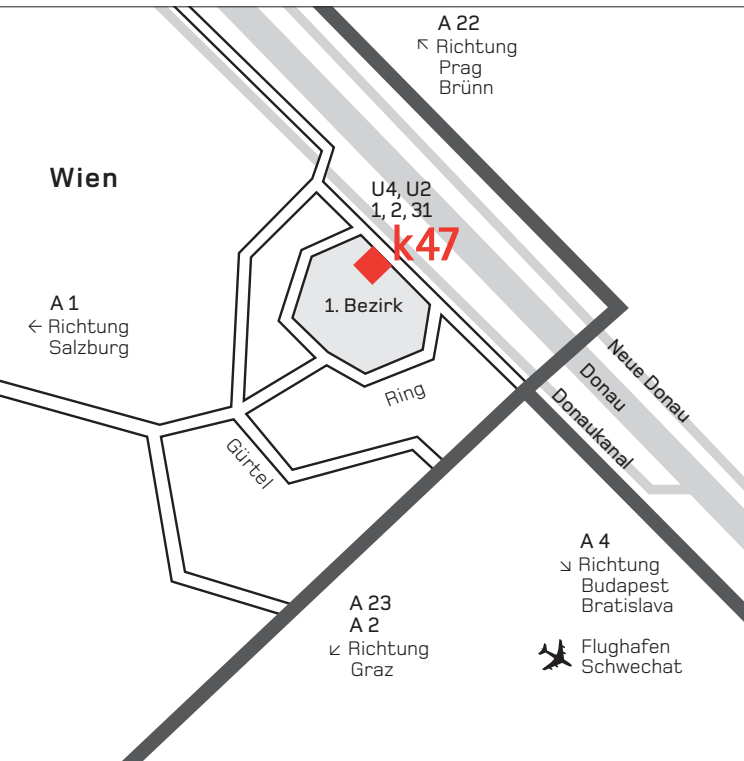 A 22
Richtung
Prag
Brünn
Wien
U4, U2
1, 2, 31
k47
1. Bezirk
A 1
Richtung
Salzburg
Ring
Gürtel
Neue Donau
Donau
Donaukanal
A 4
Richtung
Budapest
Bratislava
A 23
A 2
Richtung
Graz
Flughafen
Schwechat